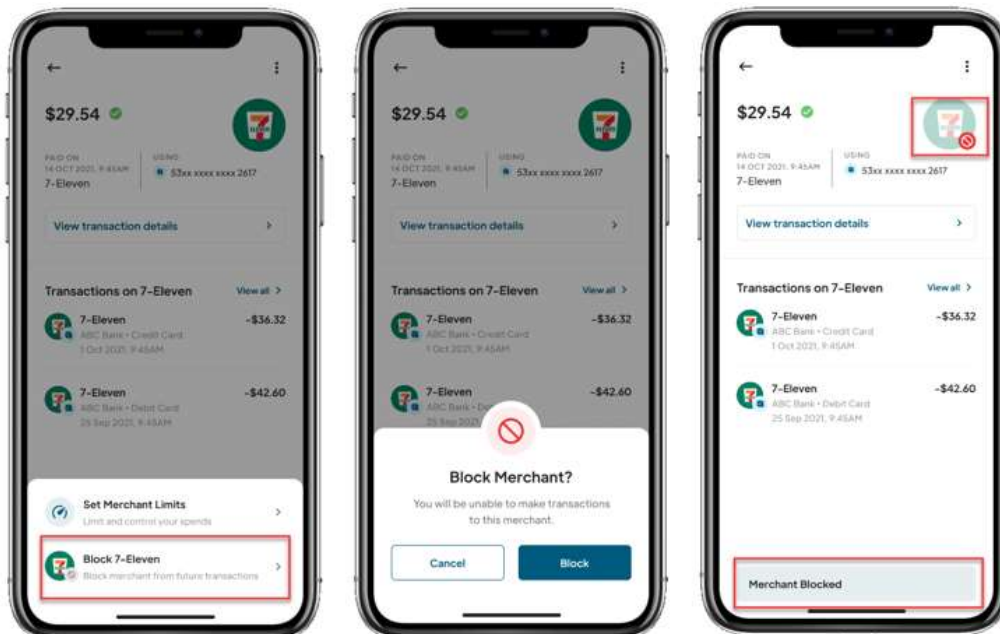 $29.54
PAID ON
14 OCT 2021, 9:45AM
7-Eleven
USING
53xx xxxx xxxx 2617
View transaction details
Transactions on 7-Eleven
View all
7-Eleven
-$36.32
ABC Bank • Credit Card
1 Oct 2021, 9:45AM
7-Eleven
-$42.60
ABC Bank • Debit Card
25 Sep 2021, 9:45AM
Set Merchant Limits
Limit and control your spends
Block 7-Eleven
Block merchant from future transactions
$29.54
PAID ON
14 OCT 2021, 9:45AM
7-Eleven
USING
53xx xxxx xxxx 2617
View transaction details
Transactions on 7-Eleven
View all
7-Eleven
-$36.32
ABC Bank • Credit Card
1 Oct 2021, 9:45AM
7-Eleven
-$42.60
ABC Bank •
25 Sep 2021, 9:45AM
Block Merchant?
You will be unable to make transactions
to this merchant.
Cancel
Block
$29.54
PAID ON
14 OCT 2021, 9:45AM
7-Eleven
USING
53xx xxxx xxxx 2617
View transaction details
Transactions on 7-Eleven
View all
7-Eleven
-$36.32
ABC Bank • Credit Card
1 Oct 2021, 9:45AM
7-Eleven
-$42.60
ABC Bank • Debit Card
25 Sep 2021, 9:45AM
Merchant Blocked